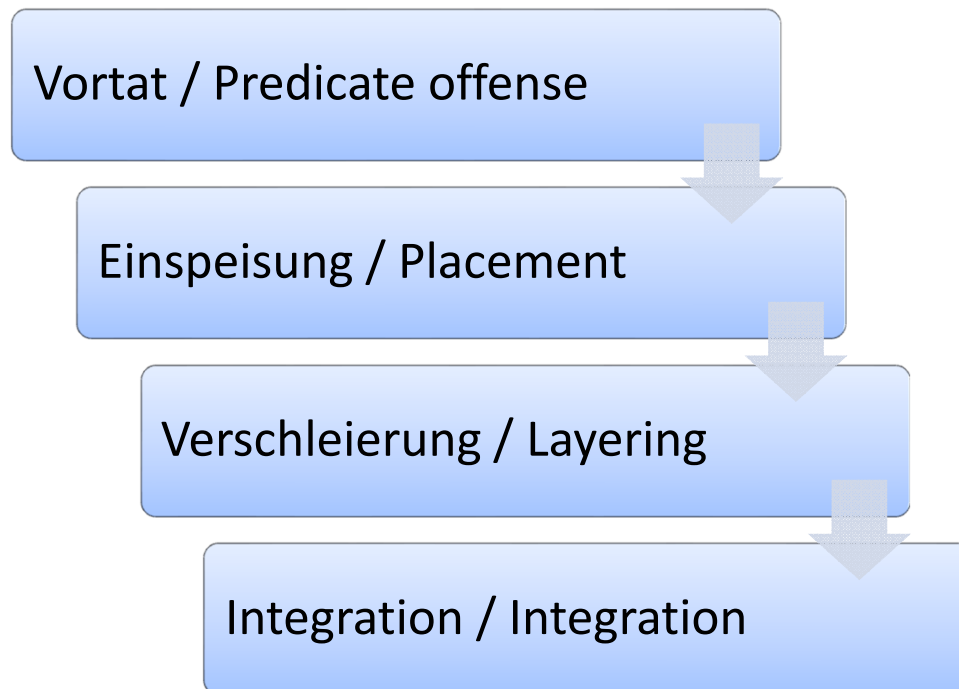 Vortat / Predicate offense
Einspeisung / Placement
Verschleierung / Layering
Integration / Integration